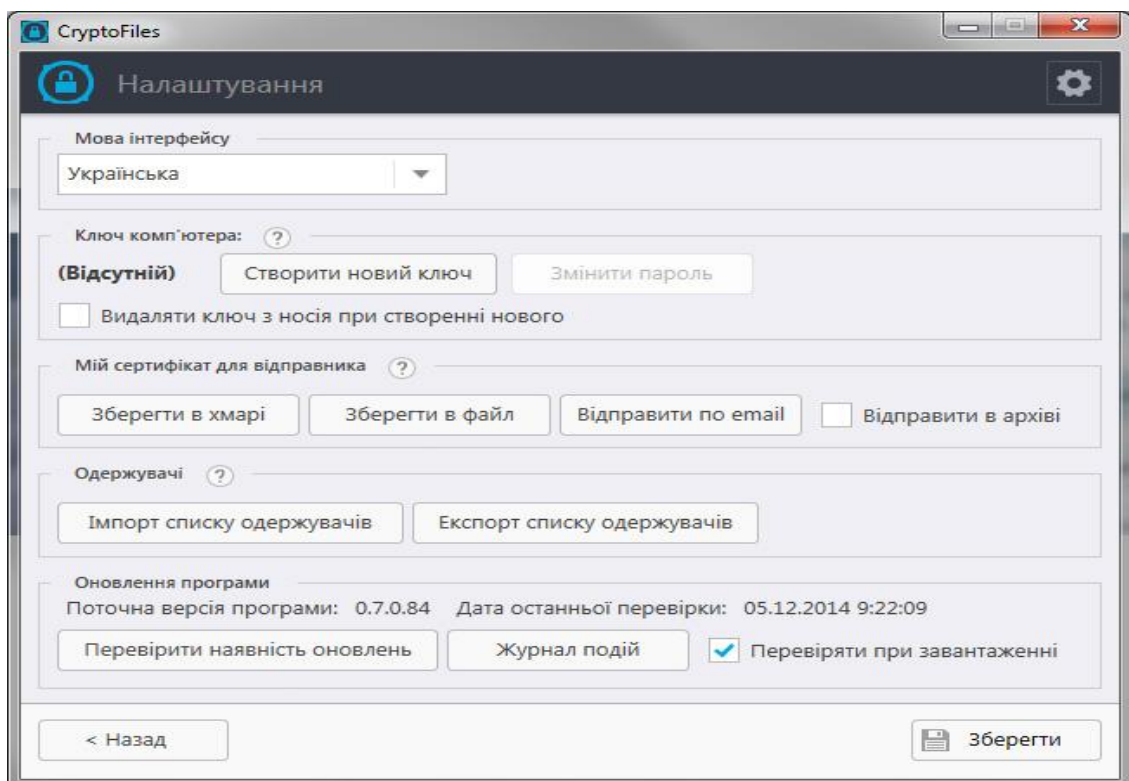 CryptoFiles
Налаштування
Мова інтерфейсу
Українська
Ключ комп'ютера: ?
(Відсутній) Створити новий ключ Змінити пароль
Видаляти ключ з носія при створенні нового
Мій сертифікат для відправника ?
Зберегти в хмарі Зберегти в файл Відправити по email Відправити в архіві
Одержувачі ?
Імпорт списку одержувачів Експорт списку одержувачів
Оновлення програми
Поточна версія програми: 0.7.0.84 Дата останньої перевірки: 05.12.2014 9:22:09
Перевірити наявність оновлень Журнал подій Перевіряти при завантаженні
< Назад Зберегти